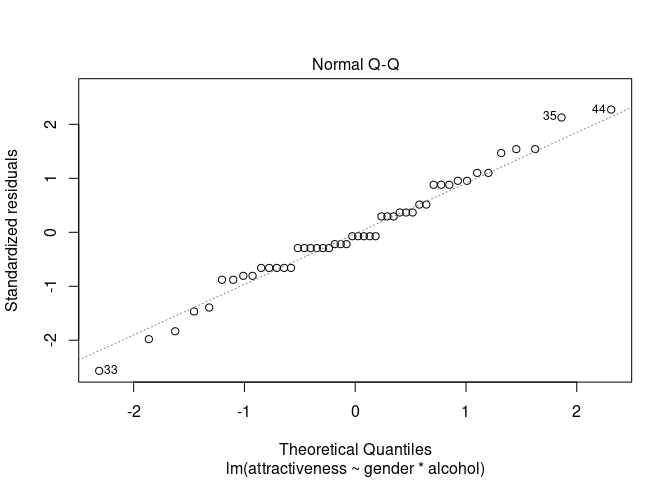 Normal Q-Q
Standardized residuals
2
1
0
-1
-2
35
44
33
-2 -1 0 1 2
Theoretical Quantiles
lm(attractiveness ~ gender * alcohol)